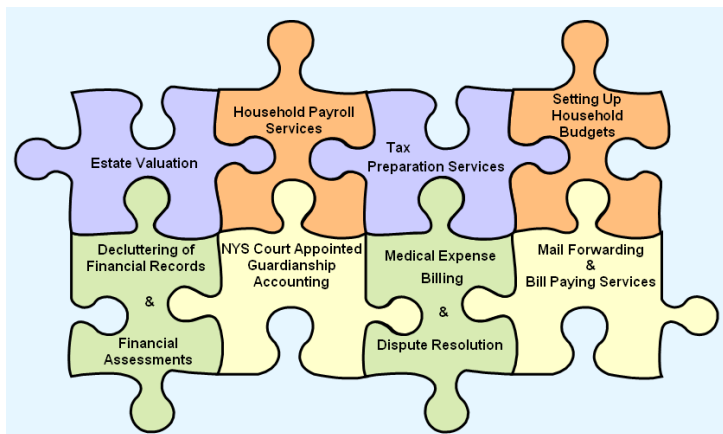 Estate Valuation
Household Payroll
Services
Tax
Preparation Services
Setting Up
Household
Budgets
Decluttering of
Financial Records
&
Financial
Assessments
NYS Court Appointed
Guardianship
Accounting
Medical Expense
Billing
&
Dispute Resolution
Mail Forwarding
&
Bill Paying Services